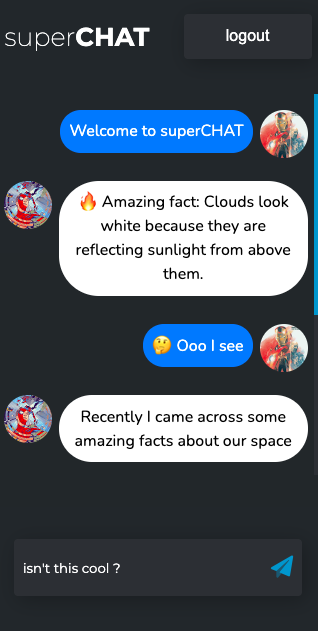 superCHAT
logout
Welcome to superCHAT
🔥 Amazing fact: Clouds look
white because they are
reflecting sunlight from above
them.
🤔 Ooo I see
Recently I came across some
amazing facts about our space
isn't this cool ?